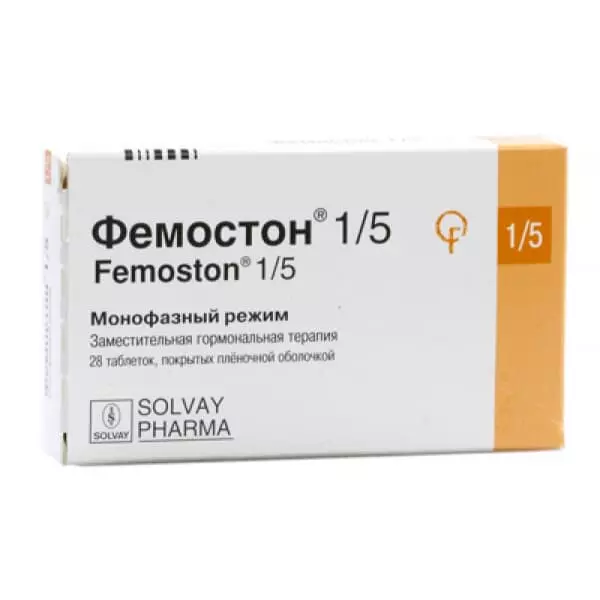 Фемостон® 1/5
Femoston® 1/5
Монофазный режим
Заместительная гормональная терапия
28 таблеток, покрытых плёночной оболочкой
SOLVAY
SOLVAY
PHARMA
1/5